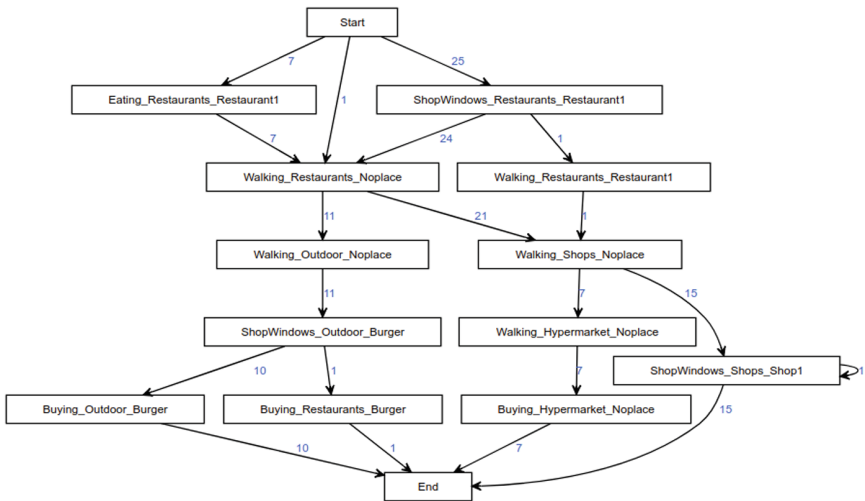 Start
7
1
25
Eating_Restaurants_Restaurant1
ShopWindows_Restaurants_Restaurant1
7
24
1
Walking_Restaurants_Noplace
Walking_Restaurants_Restaurant1
11
21
1
Walking_Outdoor_Noplace
Walking_Shops_Noplace
11
7
15
ShopWindows_Outdoor_Burger
Walking_Hypermarket_Noplace
10
1
7
ShopWindows_Shops_Shop1
1
Buying_Outdoor_Burger
Buying_Restaurants_Burger
Buying_Hypermarket_Noplace
15
10
1
7
End